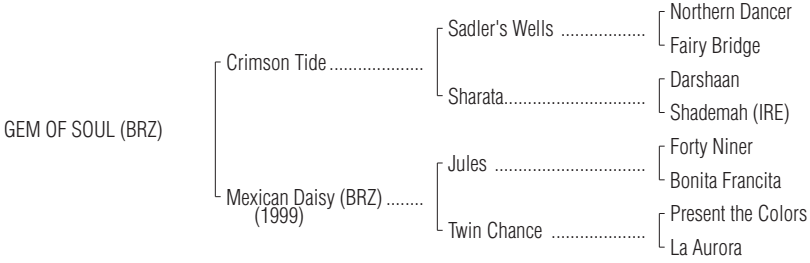 Northern Dancer
Sadler's Wells ...................
Fairy Bridge
Crimson Tide ...................
Darshaan
Sharata.............................
Shademah (IRE)
GEM OF SOUL (BRZ)
Forty Niner
Jules ...............................
Bonita Francita
Mexican Daisy (BRZ) ........
(1999)
Present the Colors
Twin Chance ...................
La Aurora